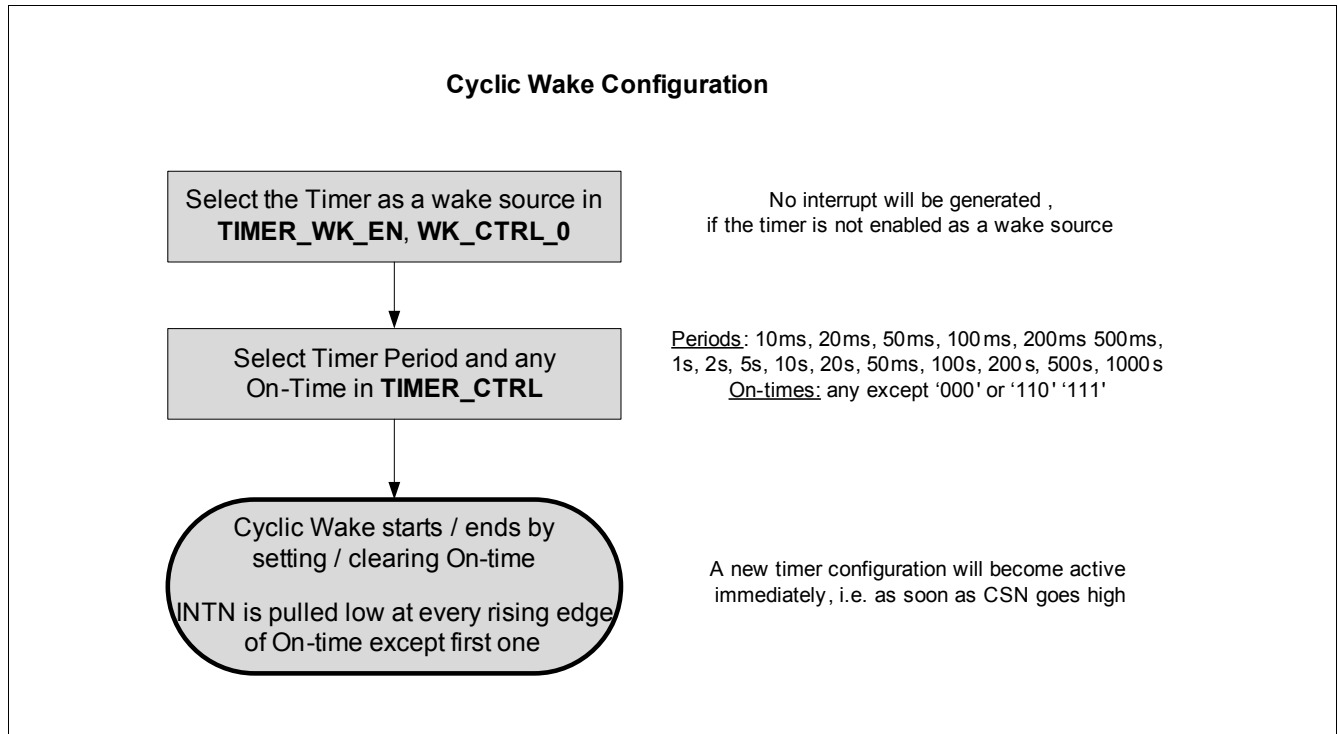 Cyclic Wake Configuration
Select the Timer as a wake source in
TIMER_WK_EN, WK_CTRL_0
No interrupt will be generated ,
if the timer is not enabled as a wake source
Select Timer Period and any
On-Time in TIMER_CTRL
Periods: 10ms, 20ms, 50ms, 100ms, 200ms 500ms,
1s, 2s, 5s, 10s, 20s, 50ms, 100s, 200s, 500s, 1000s
On-times: any except ‘000' or ‘110' ‘111'
Cyclic Wake starts / ends by
setting / clearing On-time
INTN is pulled low at every rising edge
of On-time except first one
A new timer configuration will become active
immediately, i.e. as soon as CSN goes high